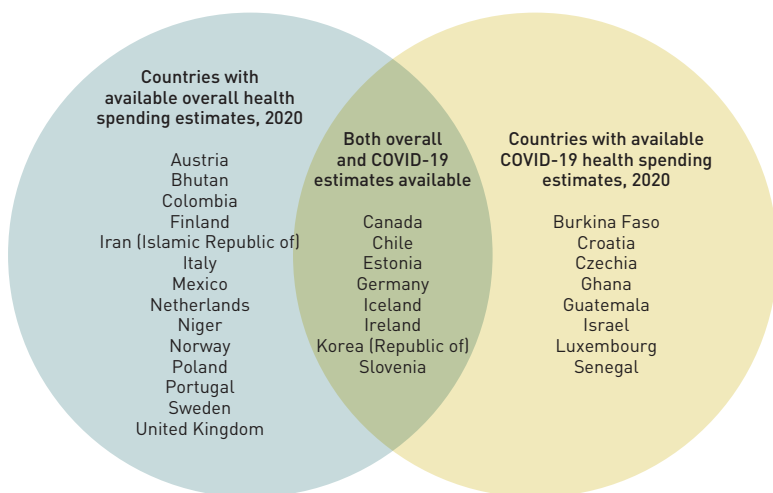 Countries with
available overall health
spending estimates, 2020
Austria
Bhutan
Colombia
Finland
Iran (Islamic Republic of)
Italy
Mexico
Netherlands
Niger
Norway
Poland
Portugal
Sweden
United Kingdom
Both overall
and COVID-19
estimates available
Canada
Chile
Estonia
Germany
Iceland
Ireland
Korea (Republic of)
Slovenia
Countries with available
COVID-19 health spending
estimates, 2020
Burkina Faso
Croatia
Czechia
Ghana
Guatemala
Israel
Luxembourg
Senegal